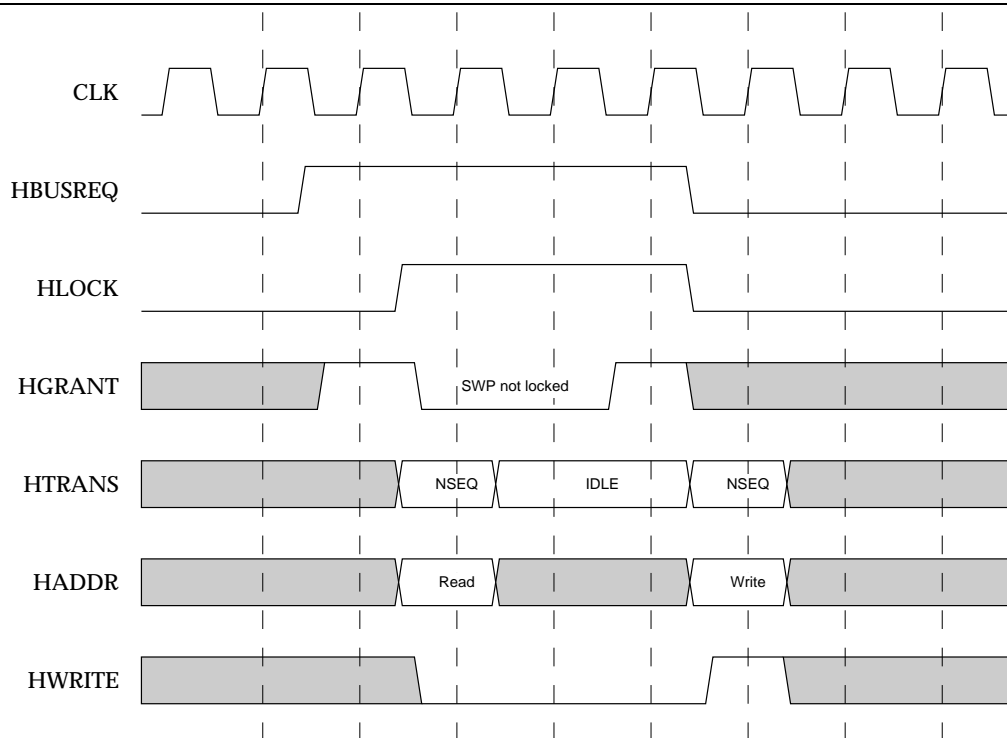 CLK
HBUSREQ
HLOCK
HGRANT SWP not locked
HTRANS NSEQ IDLE NSEQ
HADDR Read Write
HWRITE